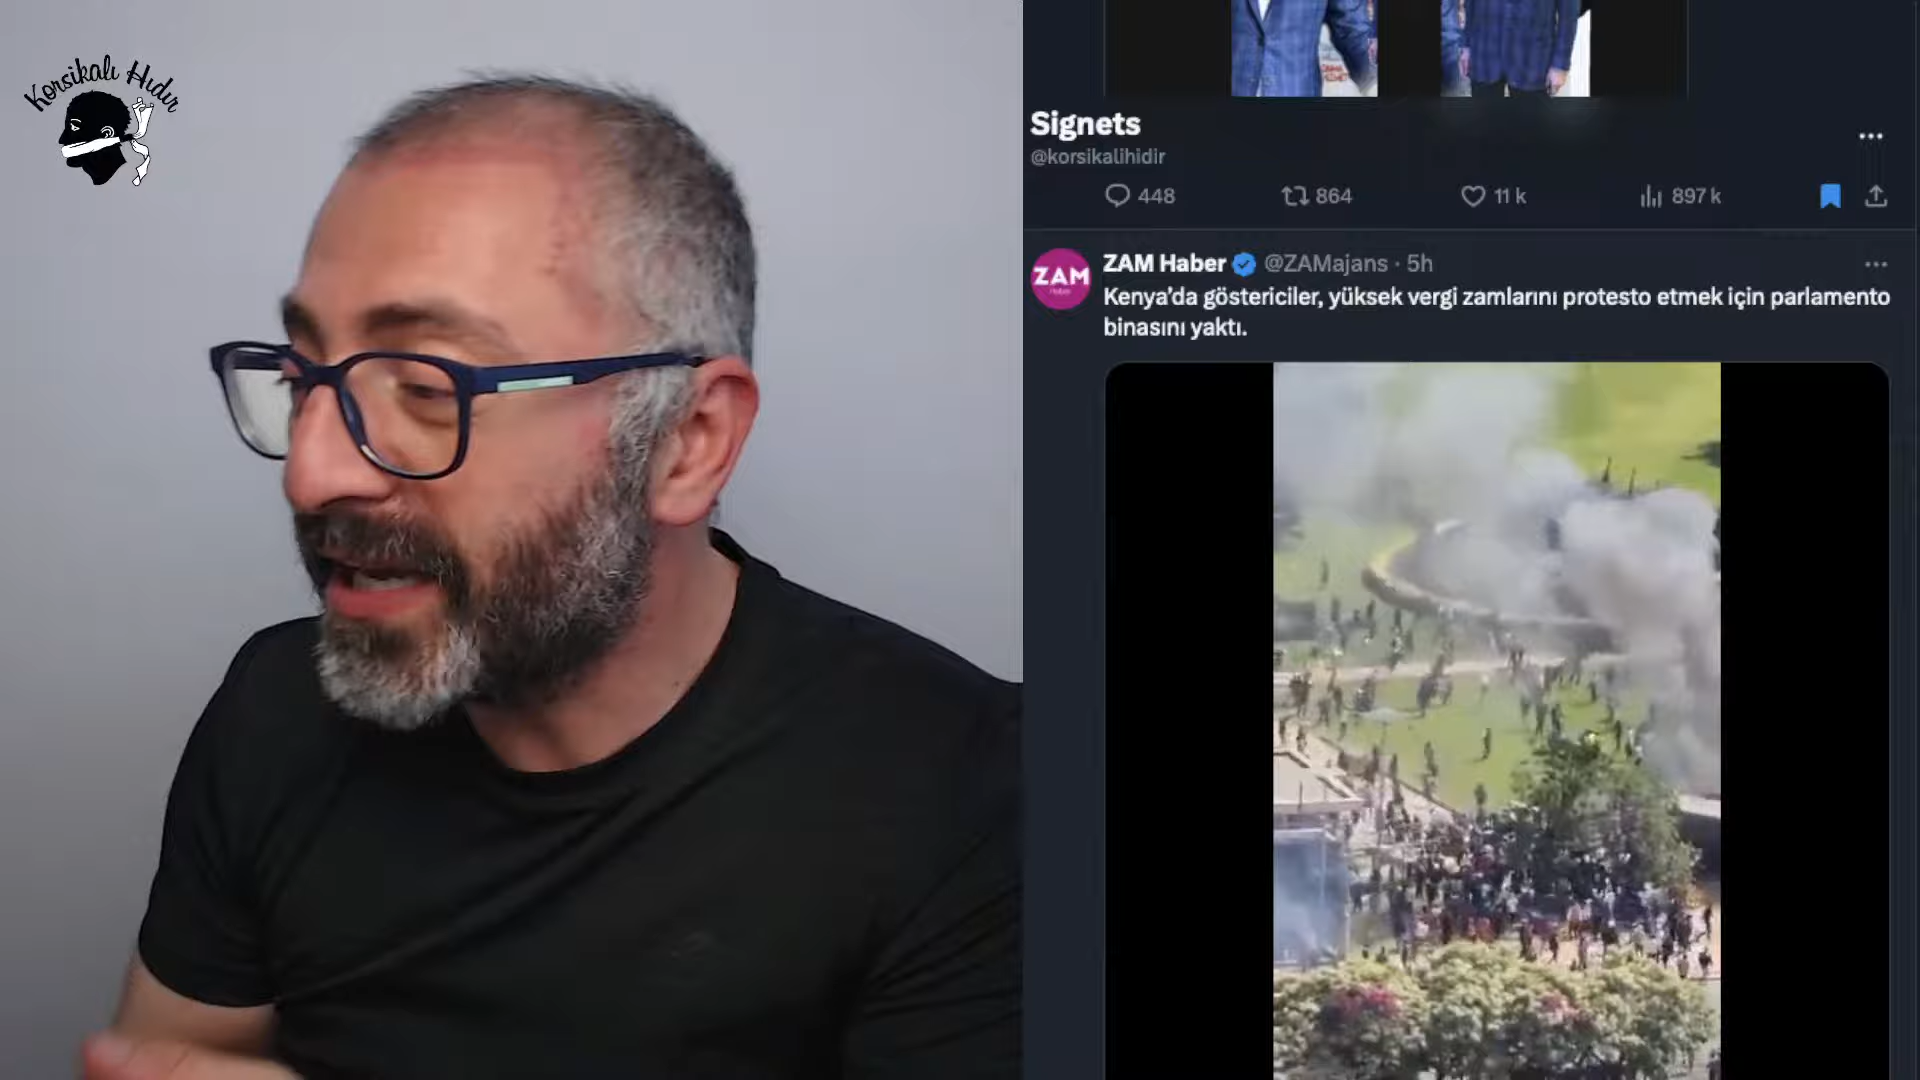 Korsikalı Hıdır
Signets
@korsikalihidir
448
864
11 k
897 k
ZAM
ZAM Haber @ZAMajans · 5h
Kenya'da göstericiler, yüksek vergi zamlarını protesto etmek için parlamento
binasını yaktı.